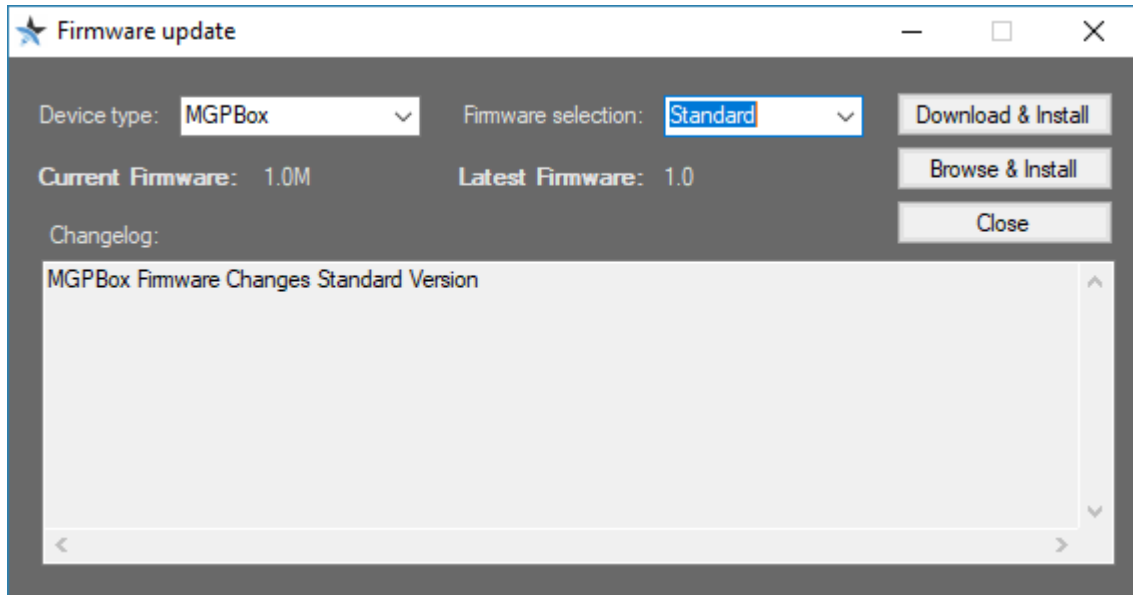 Firmware update
Device type: MGPBox Firmware selection: Standard Download & Install
Current Firmware: 1.0M Latest Firmware: 1.0 Browse & Install
Close
Changelog:
MGPBox Firmware Changes Standard Version